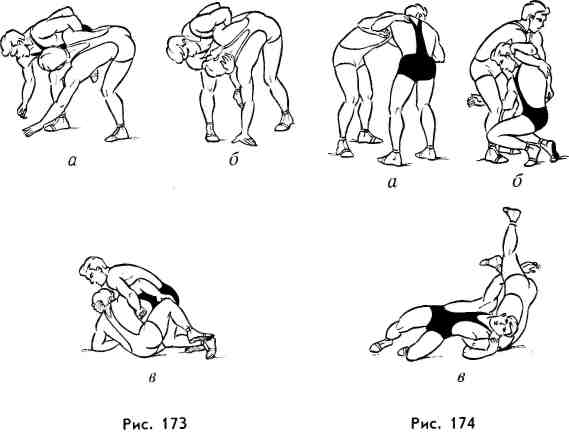 а б а б
в в
Рис. 173 Рис. 174